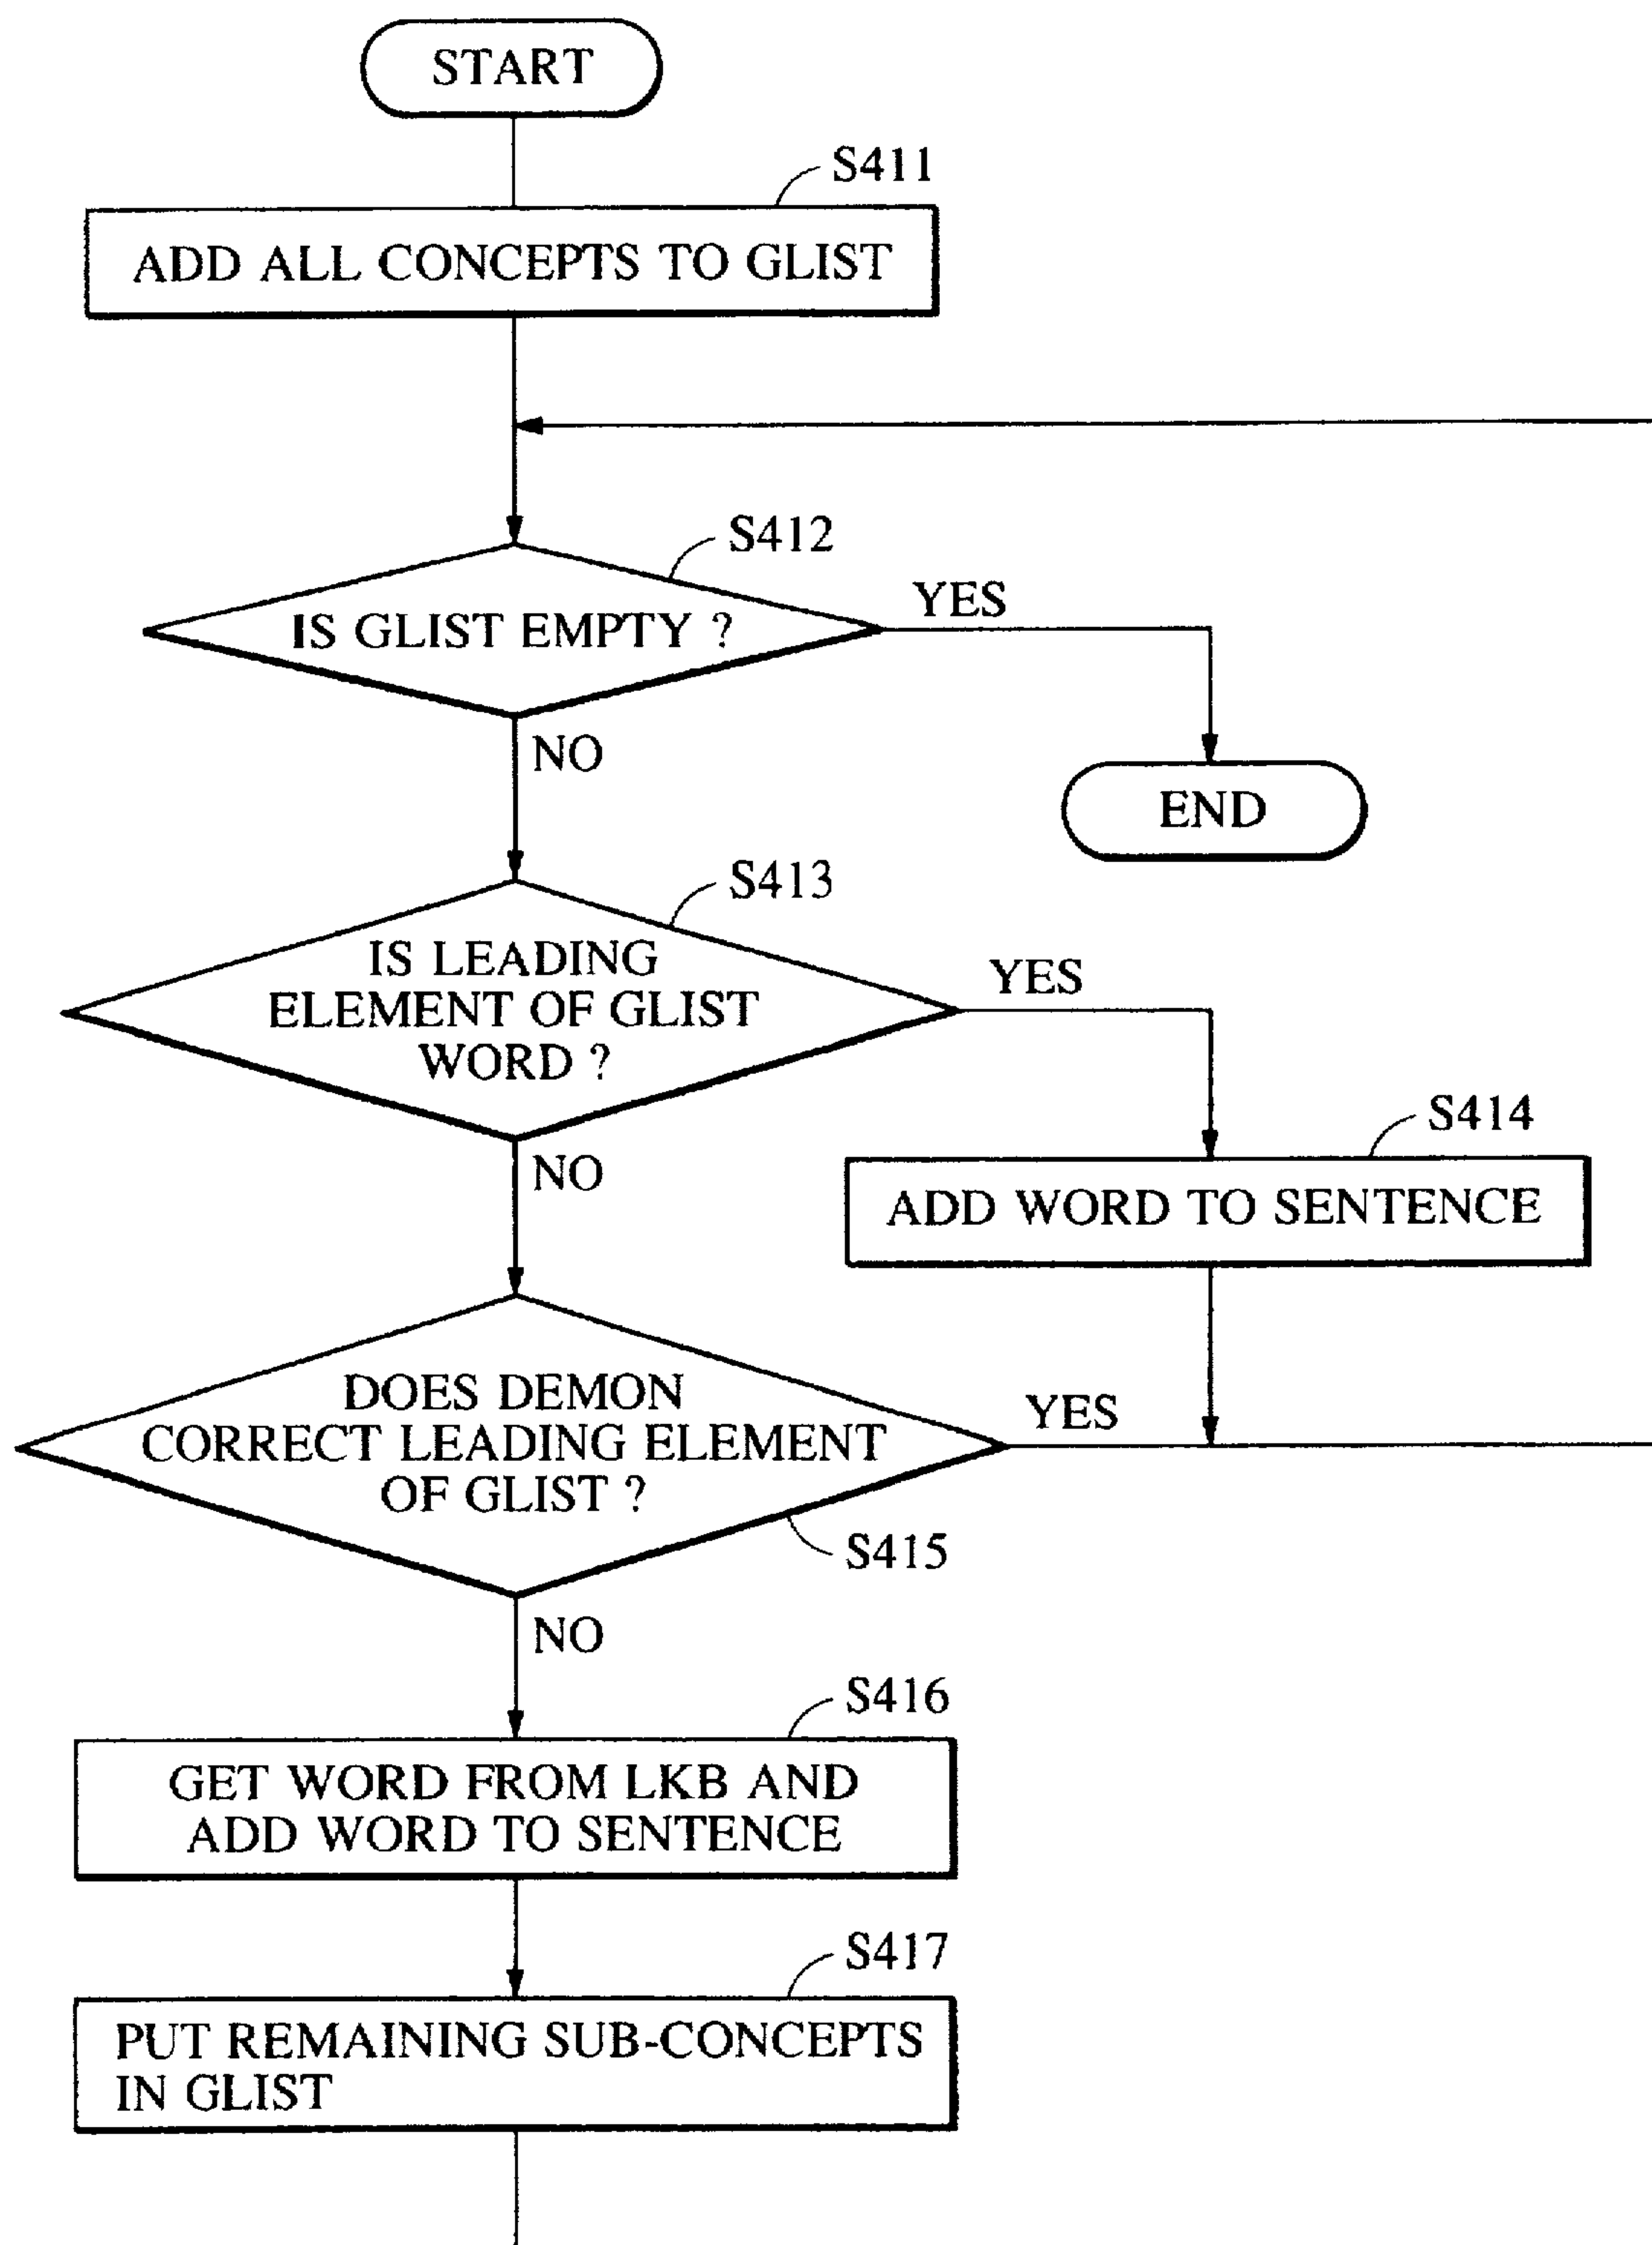 START
S411
ADD ALL CONCEPTS TO GLIST
S412
IS GLIST EMPTY ?
YES
NO
END
S413
IS LEADING
ELEMENT OF GLIST
WORD ?
YES
NO
S414
ADD WORD TO SENTENCE
DOES DEMON
CORRECT LEADING ELEMENT
OF GLIST ?
YES
S415
NO
S416
GET WORD FROM LKB AND
ADD WORD TO SENTENCE
S417
PUT REMAINING SUB-CONCEPTS
IN GLIST